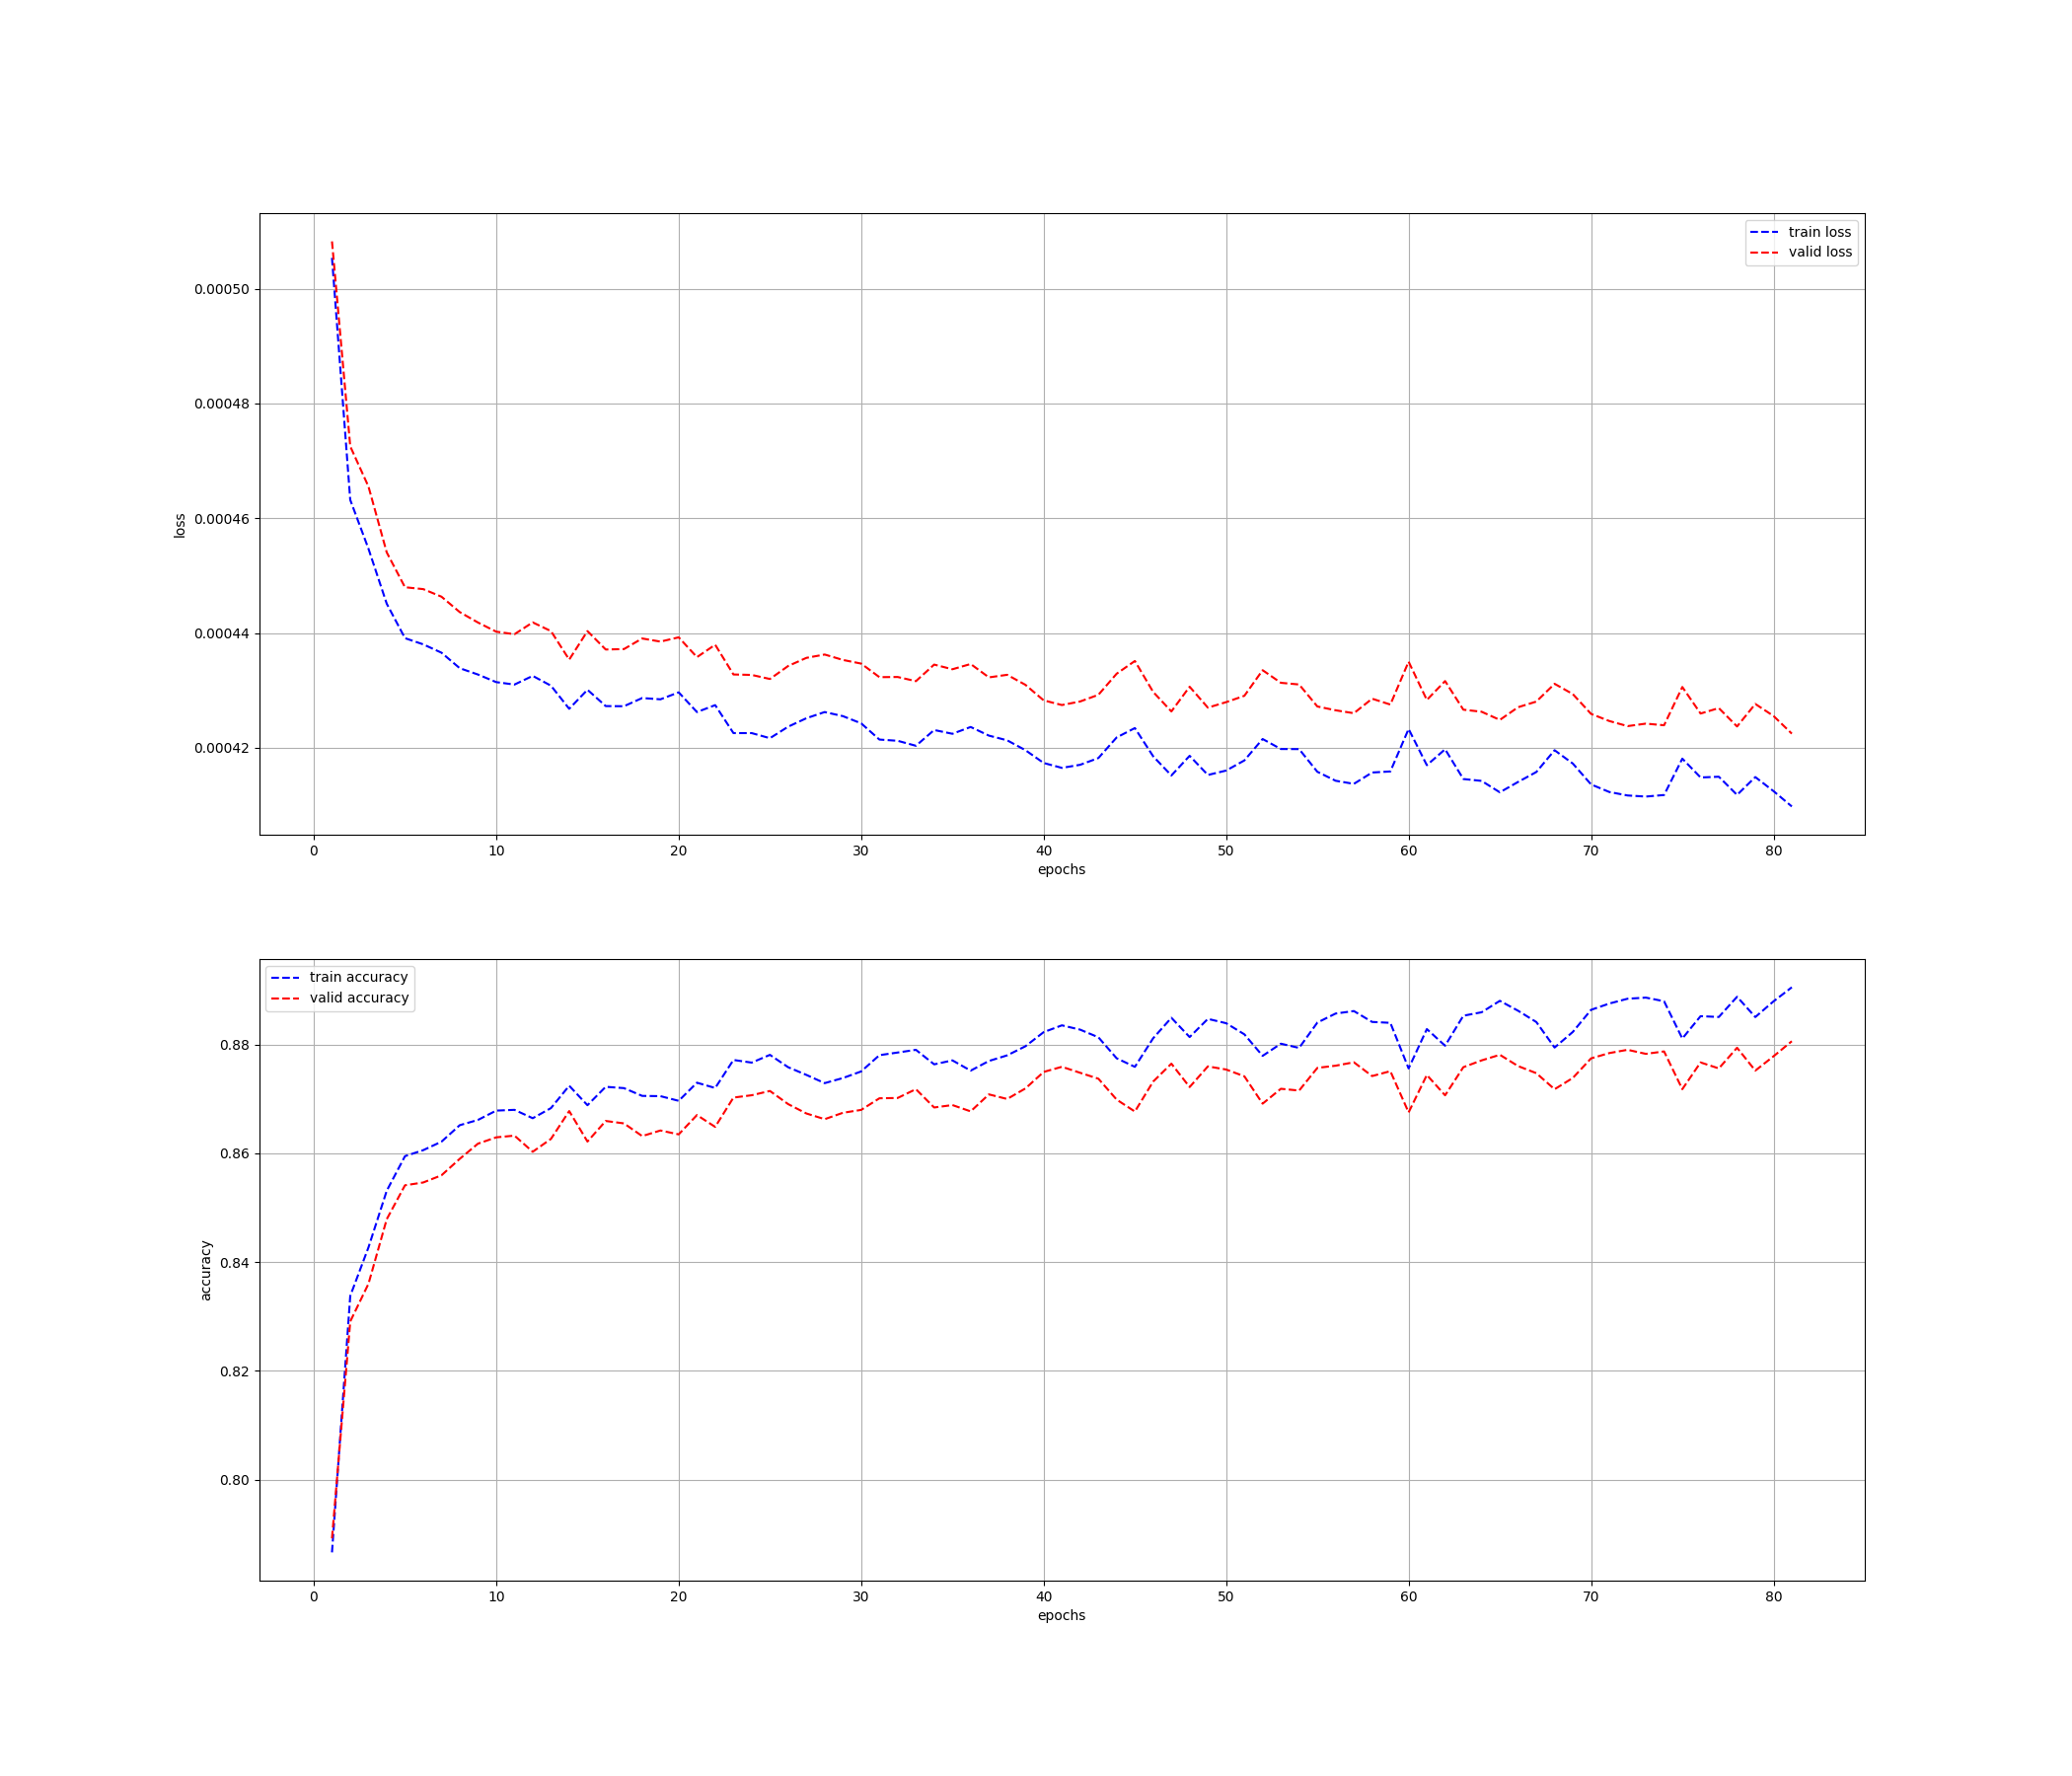 train loss
valid loss
0.00050
0.00048
0.00046
0.00044
0.00042
loss
0 10 20 30 40 50 60 70 80
epochs
train accuracy
valid accuracy
0.88
0.86
0.84
0.82
0.80
accuracy
0 10 20 30 40 50 60 70 80
epochs